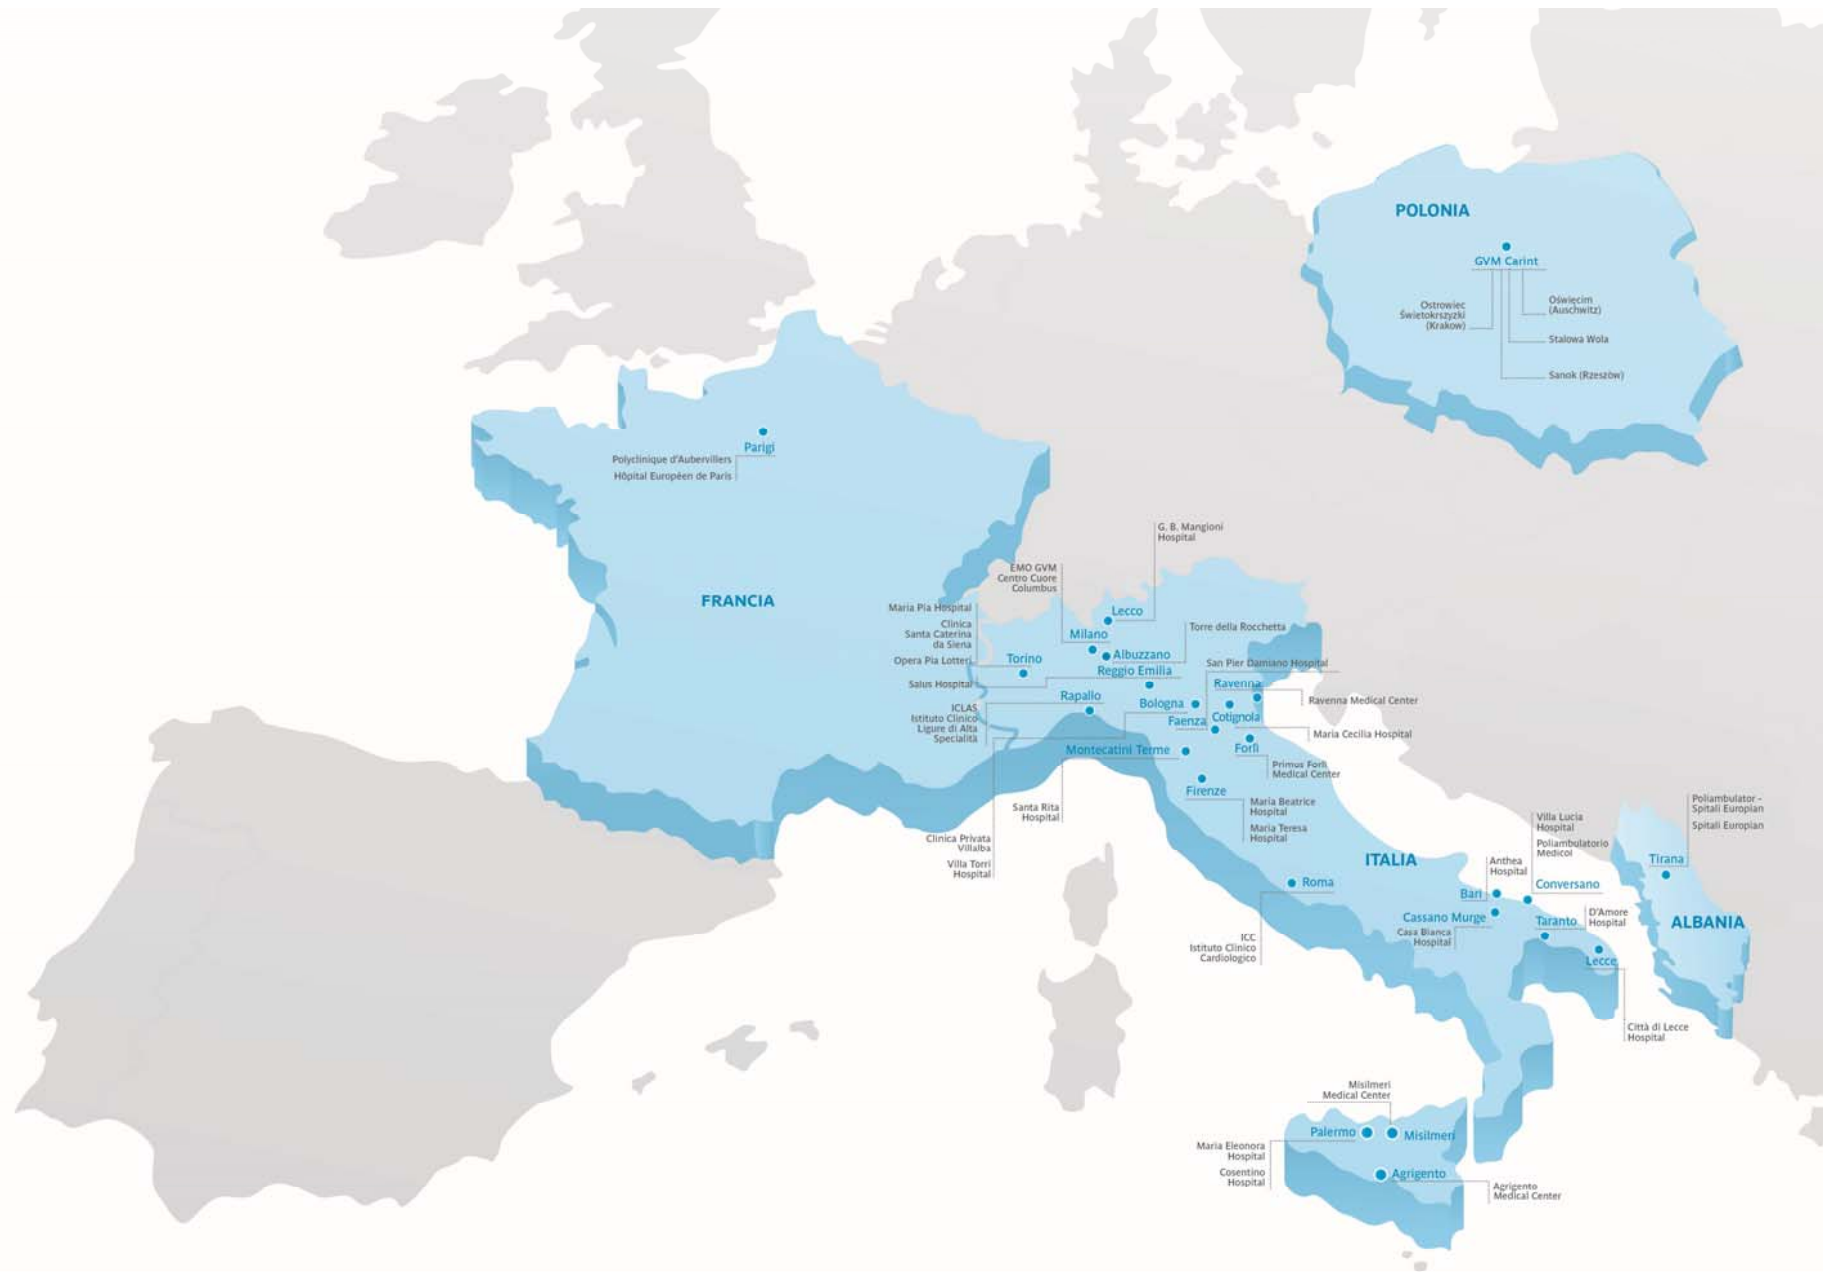 POLONIA
GVM Carint
Ostrowiec
Świetokrszyzki
(Krakow)
Oświęcim
(Auschwitz)
Stalowa Wola
Sanok (Rzeszòw)
Parigi
Polyclinique d'Aubervillers
Hôpital Européen de Paris
FRANCIA
G. B. Mangioni
Hospital
EMO GVM
Centro Cuore
Columbus
Lecco
Milano
Albuzzano
Torre della Rocchetta
Maria Pia Hospital
Clinica
Santa Caterina
da Siena
Opera Pia Lotteri
Torino
Reggio Emilia
Salus Hospital
San Pier Damiano Hospital
Ravenna
Ravenna Medical Center
Rapallo
ICLAS
Istituto Clinico
Ligure di Alta
Specialità
Bologna
Faenza
Cotignola
Maria Cecilia Hospital
Montecatini Terme
Forlì
Primus Forlì
Medical Center
Firenze
Maria Beatrice
Hospital
Maria Teresa
Hospital
Santa Rita
Hospital
Clinica Privata
Villalba
Villa Torri
Hospital
ITALIA
Roma
ICC
Istituto Clinico
Cardiologico
Anthea
Hospital
Bari
Villa Lucia
Hospital
Poliambulatorio
Medicol
Conversano
Cassano Murge
Casa Bianca
Hospital
Taranto
D'Amore
Hospital
Lecce
Città di Lecce
Hospital
Poliambulator -
Spitali Europian
Spitali Europian
Tirana
ALBANIA
Misilmeri
Medical Center
Palermo
Misilmeri
Maria Eleonora
Hospital
Cosentino
Hospital
Agrigento
Agrigento
Medical Center